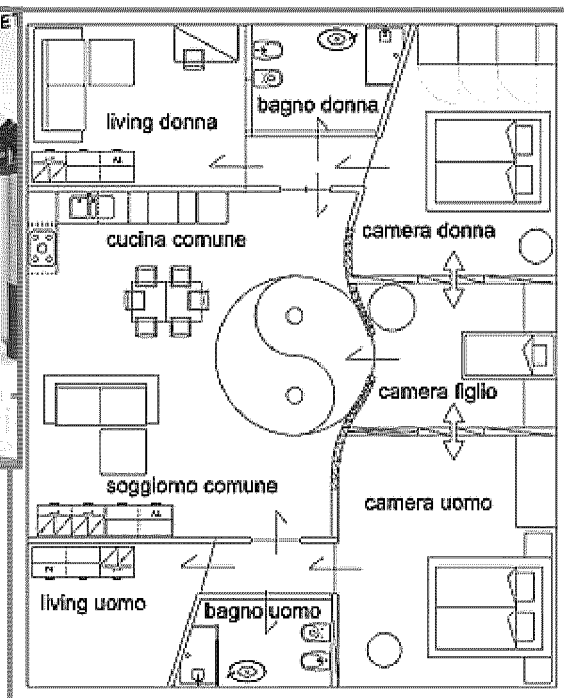 E
living donna
bagno donna
cucina comune
camera donna
camera figlio
soggiorno comune
camera uomo
living uomo
bagno uomo